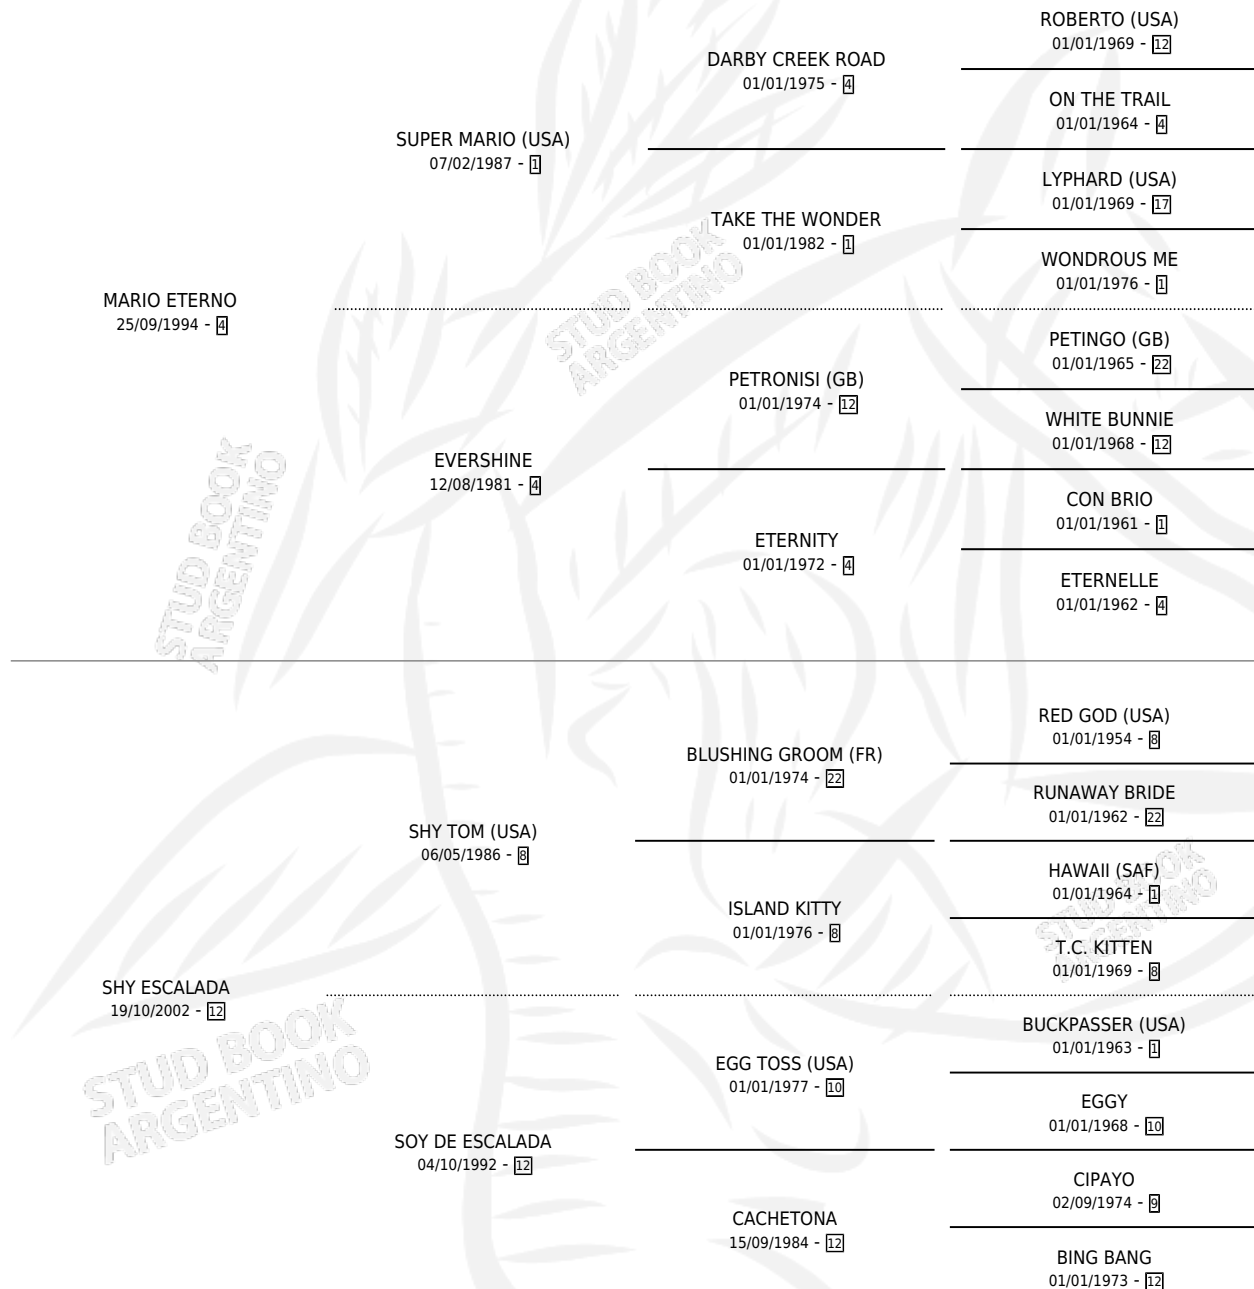 ROBERTO (USA)
01/01/1969 - 12
DARBY CREEK ROAD
01/01/1975 - 4
ON THE TRAIL
01/01/1964 - 4
SUPER MARIO (USA)
07/02/1987 - 1
LYPHARD (USA)
01/01/1969 - 17
TAKE THE WONDER
01/01/1982 - 1
WONDROUS ME
01/01/1976 - 1
MARIO ETERNO
25/09/1994 - 4
STUD BOOK
ARGENTINO
PETINGO (GB)
01/01/1965 - 22
PETRONISI (GB)
01/01/1974 - 12
WHITE BUNNIE
01/01/1968 - 12
EVERSHINE
12/08/1981 - 4
CON BRIO
01/01/1961 - 1
ETERNITY
01/01/1972 - 4
ETERNELLE
01/01/1962 - 4
STUD BOOK
ARGENTINO
RED GOD (USA)
01/01/1954 - 8
BLUSHING GROOM (FR)
01/01/1974 - 22
RUNAWAY BRIDE
01/01/1962 - 22
SHY TOM (USA)
06/05/1986 - 8
HAWAII (SAF)
01/01/1964 - 1
ISLAND KITTY
01/01/1976 - 8
T.C. KITTEN
01/01/1969 - 8
STUD BOOK
ARGENTINO
SHY ESCALADA
19/10/2002 - 12
BUCKPASSER (USA)
01/01/1963 - 1
EGG TOSS (USA)
01/01/1977 - 10
EGGY
01/01/1968 - 10
STUD BOOK
ARGENTINO
SOY DE ESCALADA
04/10/1992 - 12
CIPAYO
02/09/1974 - 9
CACHETONA
15/09/1984 - 12
BING BANG
01/01/1973 - 12